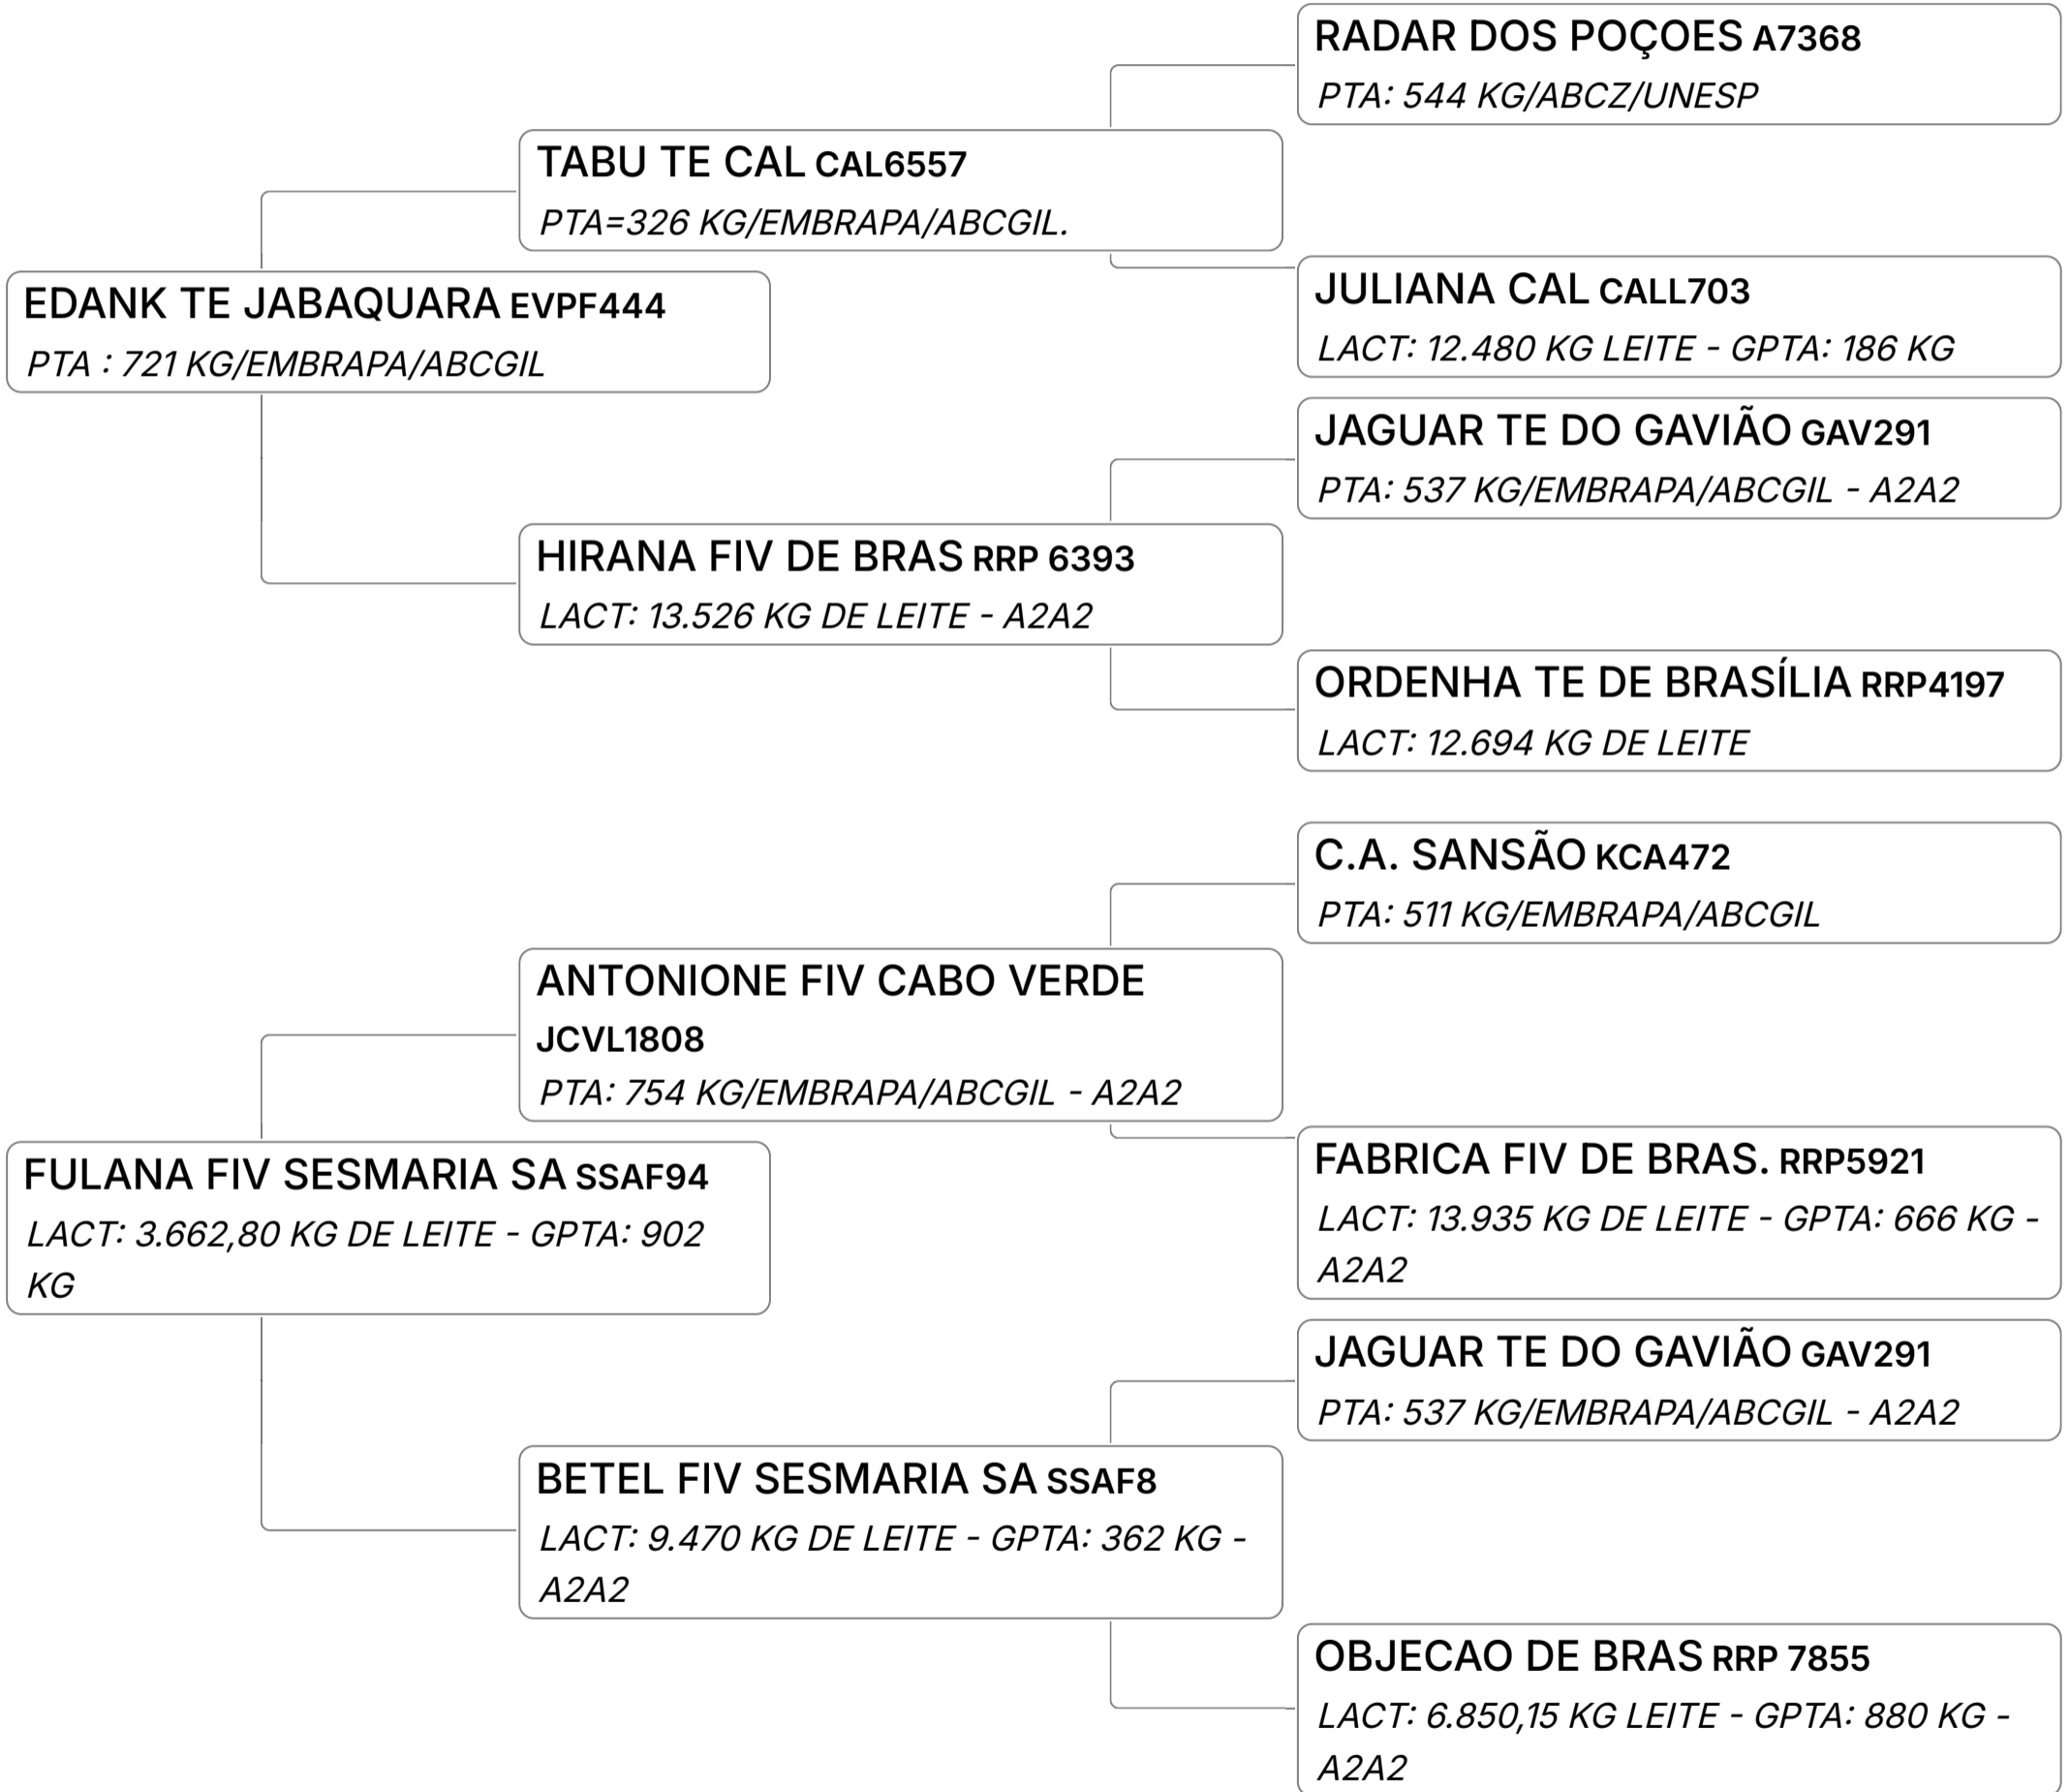 RADAR DOS POÇOES A7368
PTA: 544 KG/ABCZ/UNESP
TABU TE CAL CAL6557
PTA=326 KG/EMBRAPA/ABCGIL.
JULIANA CAL CALL703
LACT: 12.480 KG LEITE - GPTA: 186 KG
EDANK TE JABAQUARA EVPF444
PTA : 721 KG/EMBRAPA/ABCGIL
JAGUAR TE DO GAVIÃO GAV291
PTA: 537 KG/EMBRAPA/ABCGIL - A2A2
HIRANA FIV DE BRAS RRP 6393
LACT: 13.526 KG DE LEITE - A2A2
ORDENHA TE DE BRASÍLIA RRP4197
LACT: 12.694 KG DE LEITE
C.A. SANSÃO KCA472
PTA: 511 KG/EMBRAPA/ABCGIL
ANTONIONE FIV CABO VERDE
JCVL1808
PTA: 754 KG/EMBRAPA/ABCGIL - A2A2
FABRICA FIV DE BRAS. RRP5921
LACT: 13.935 KG DE LEITE - GPTA: 666 KG -
A2A2
FULANA FIV SESMARIA SA SSAF94
LACT: 3.662,80 KG DE LEITE - GPTA: 902
KG
JAGUAR TE DO GAVIÃO GAV291
PTA: 537 KG/EMBRAPA/ABCGIL - A2A2
BETEL FIV SESMARIA SA SSAF8
LACT: 9.470 KG DE LEITE - GPTA: 362 KG -
A2A2
OBJECAO DE BRAS RRP 7855
LACT: 6.850,15 KG LEITE - GPTA: 880 KG -
A2A2